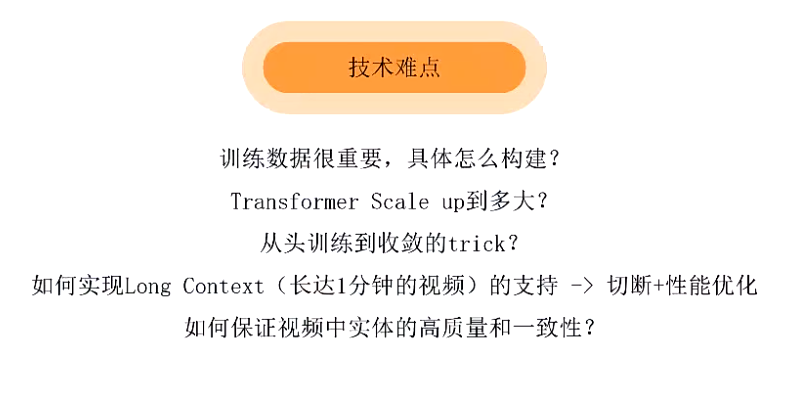 技术难点
训练数据很重要，具体怎么构建？
Transformer Scale up到多大？
从头训练到收敛的trick？
如何实现Long Context（长达1分钟的视频）的支持 -> 切断+性能优化
如何保证视频中实体的高质量和一致性？